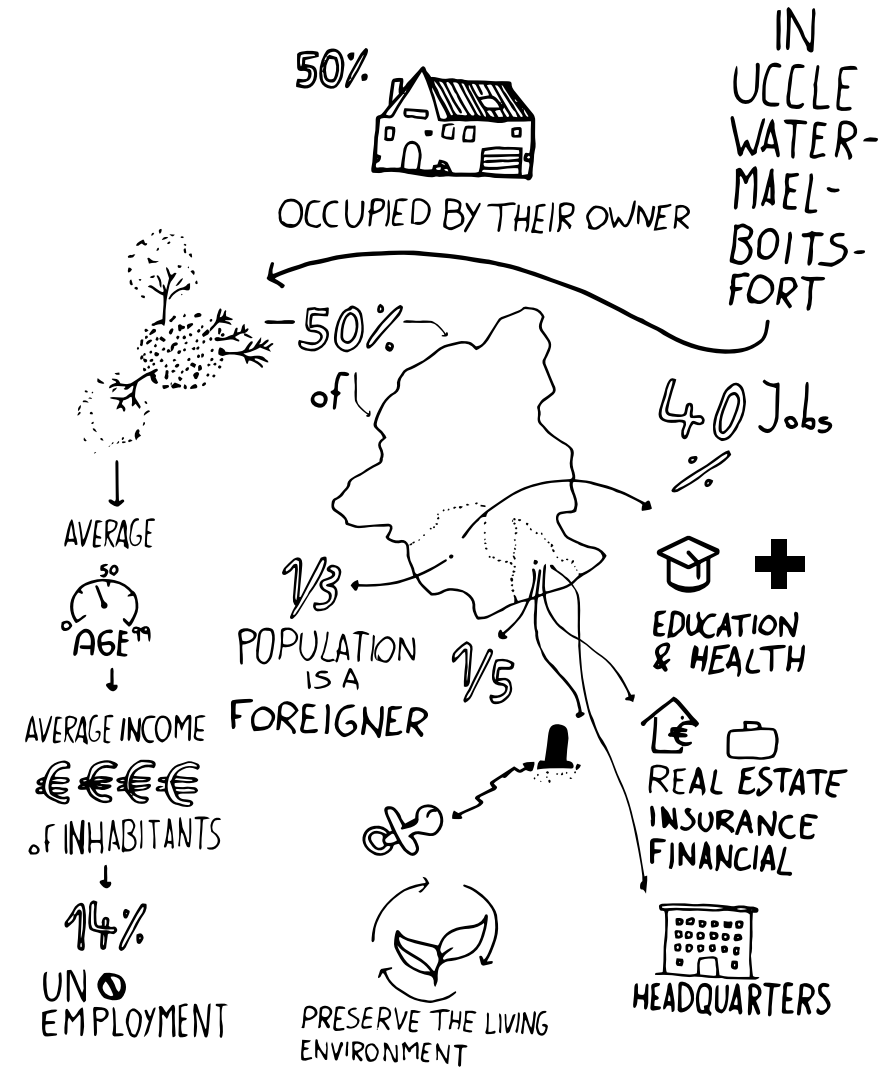 IN
UCCLE
WATER-
MAEL-
BOITS-
FORT
50%
OCCUPIED BY THEIR OWNER
50%
of
40 Jobs
%
AVERAGE
50
0 AGE 99
AVERAGE INCOME
€ € € €
of INHABITANTS
14%
UN
EMPLOYMENT
1/3
POPULATION
IS A
FOREIGNER
1/5
EDUCATION
& HEALTH
€
REAL ESTATE
INSURANCE
FINANCIAL
HEADQUARTERS
PRESERVE THE LIVING
ENVIRONMENT